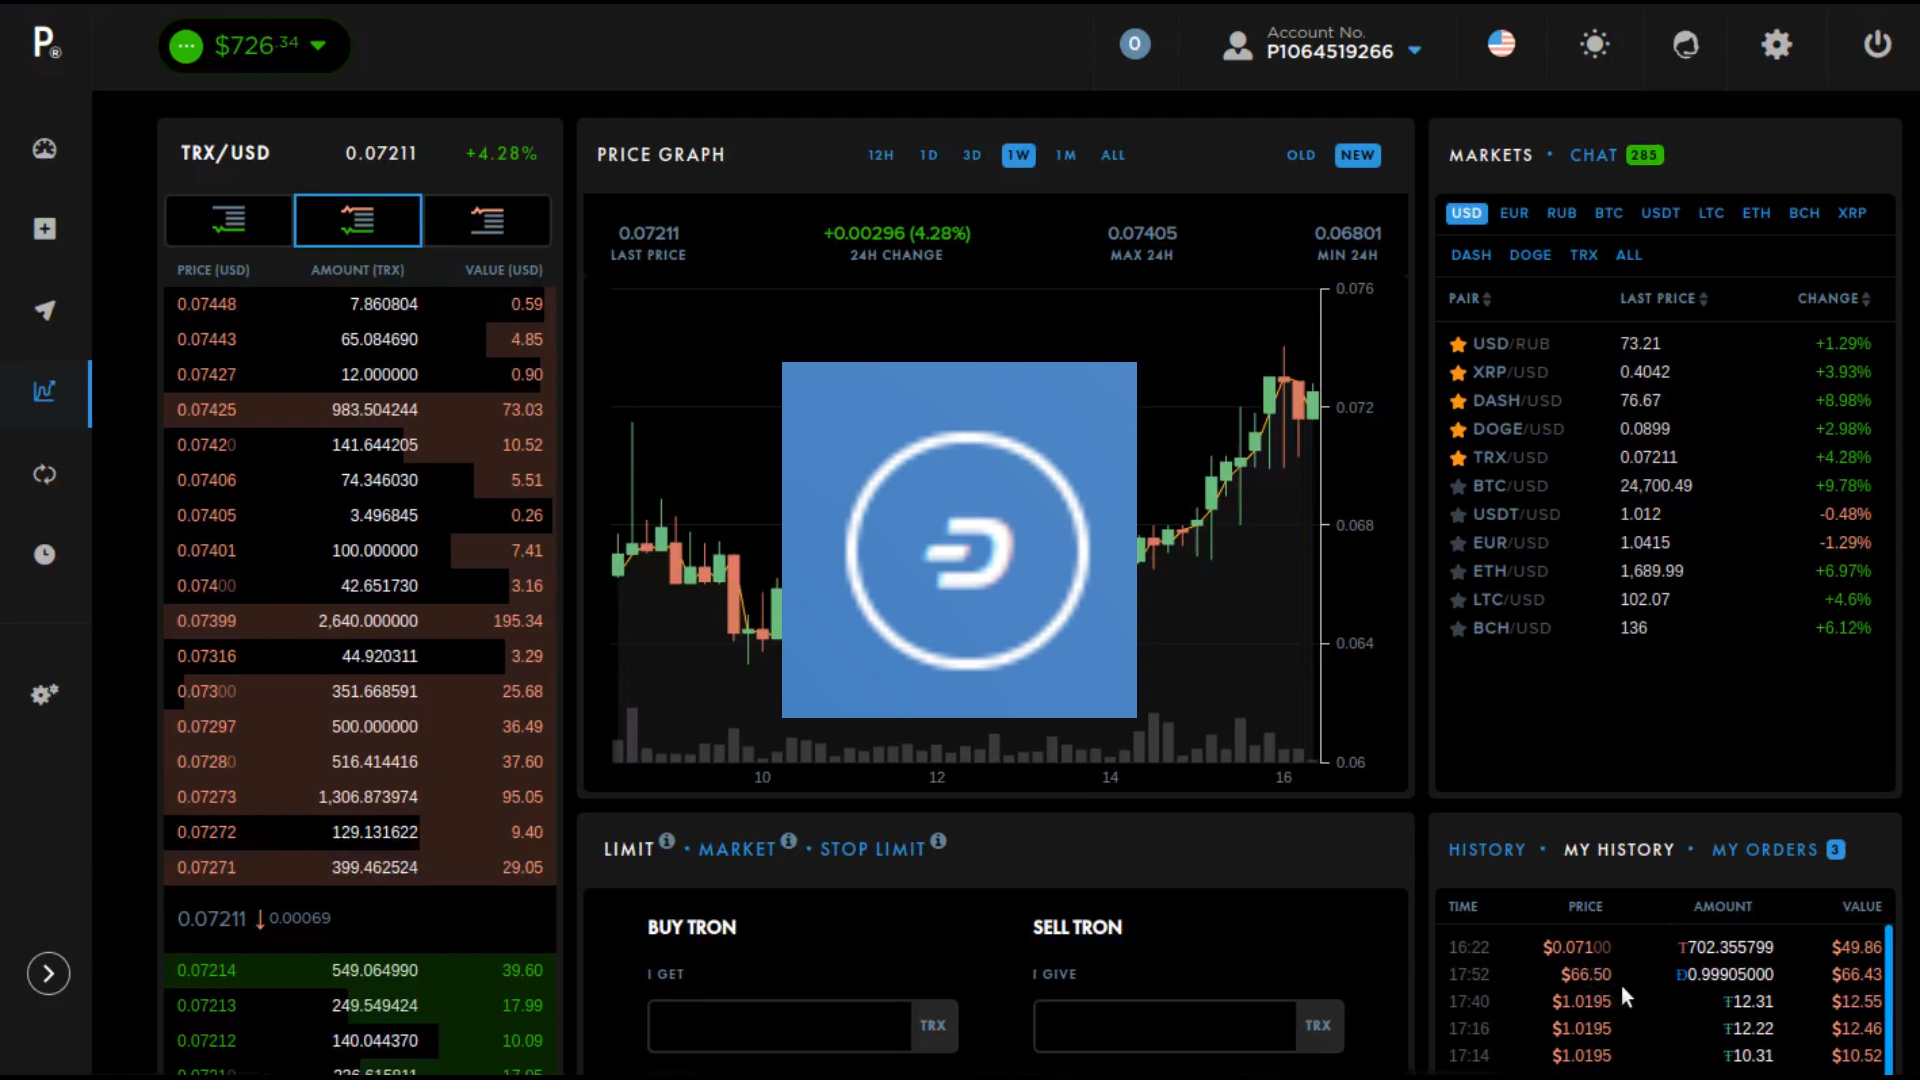 P®
$726.34
0
Account No.
P1064519266
TRX/USD 0.07211 +4.28%
PRICE (USD) AMOUNT (TRX) VALUE (USD)
0.07448 7.860804 0.59
0.07443 65.084690 4.85
0.07427 12.000000 0.90
0.07425 983.504244 73.03
0.07420 141.644205 10.52
0.07406 74.346030 5.51
0.07405 3.496845 0.26
0.07401 100.000000 7.41
0.07400 42.651730 3.16
0.07399 2,640.000000 195.34
0.07316 44.920311 3.29
0.07300 351.668591 25.68
0.07297 500.000000 36.49
0.07280 516.414416 37.60
0.07273 1,306.873974 95.05
0.07272 129.131622 9.40
0.07271 399.462524 29.05
0.07211 ↓0.00069
0.07214 549.064990 39.60
0.07213 249.549424 17.99
0.07212 140.044370 10.09
PRICE GRAPH 12H 1D 3D 1W 1M ALL OLD NEW
0.07211 +0.00296 (4.28%) 0.07405 0.06801
LAST PRICE 24H CHANGE MAX 24H MIN 24H
0.076
0.072
0.068
0.064
0.06
10 12 14 16
LIMIT • MARKET • STOP LIMIT
BUY TRON SELL TRON
I GET I GIVE
TRX TRX
MARKETS • CHAT 285
USD EUR RUB BTC USDT LTC ETH BCH XRP
DASH DOGE TRX ALL
PAIR LAST PRICE CHANGE
USD/RUB 73.21 +1.29%
XRP/USD 0.4042 +3.93%
DASH/USD 76.67 +8.98%
DOGE/USD 0.0899 +2.98%
TRX/USD 0.07211 +4.28%
BTC/USD 24,700.49 +9.78%
USDT/USD 1.012 -0.48%
EUR/USD 1.0415 -1.29%
ETH/USD 1,689.99 +6.97%
LTC/USD 102.07 +4.6%
BCH/USD 136 +6.12%
HISTORY • MY HISTORY • MY ORDERS 3
TIME PRICE AMOUNT VALUE
16:22 $0.07100 T702.355799 $49.86
17:52 $66.50 Đ0.99905000 $66.43
17:40 $1.0195 ₮12.31 $12.55
17:16 $1.0195 ₮12.22 $12.46
17:14 $1.0195 ₮10.31 $10.52